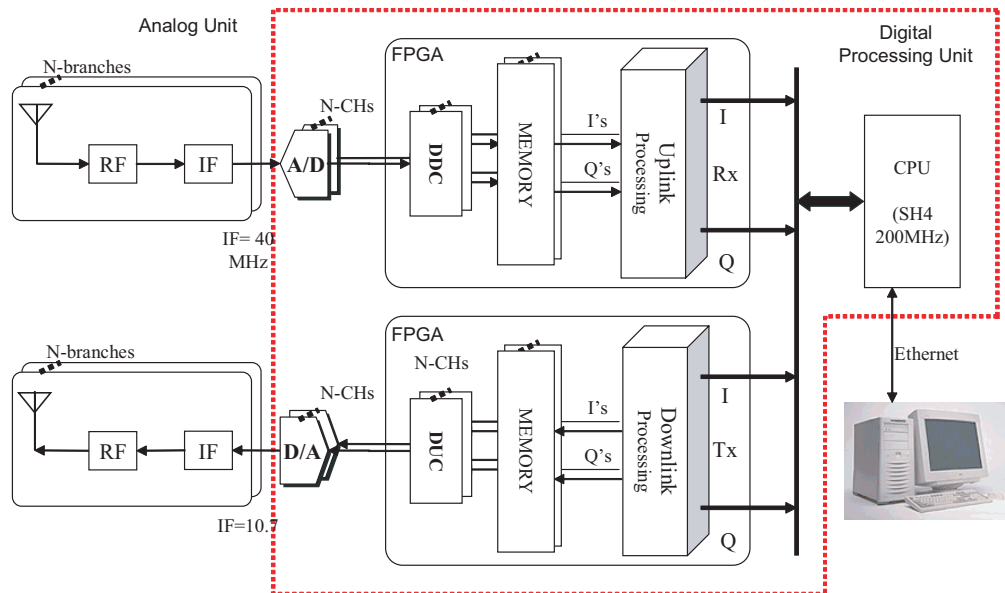 Analog Unit
Digital
Processing Unit
N-branches
RF
IF
IF= 40
MHz
N-CHs
A/D
FPGA
DDC
MEMORY
I's
Q's
Uplink
Processing
I
Rx
Q
CPU
(SH4
200MHz)
Ethernet
N-branches
RF
IF
IF=10.7
N-CHs
D/A
FPGA
N-CHs
DUC
MEMORY
I's
Q's
Downlink
Processing
I
Tx
Q